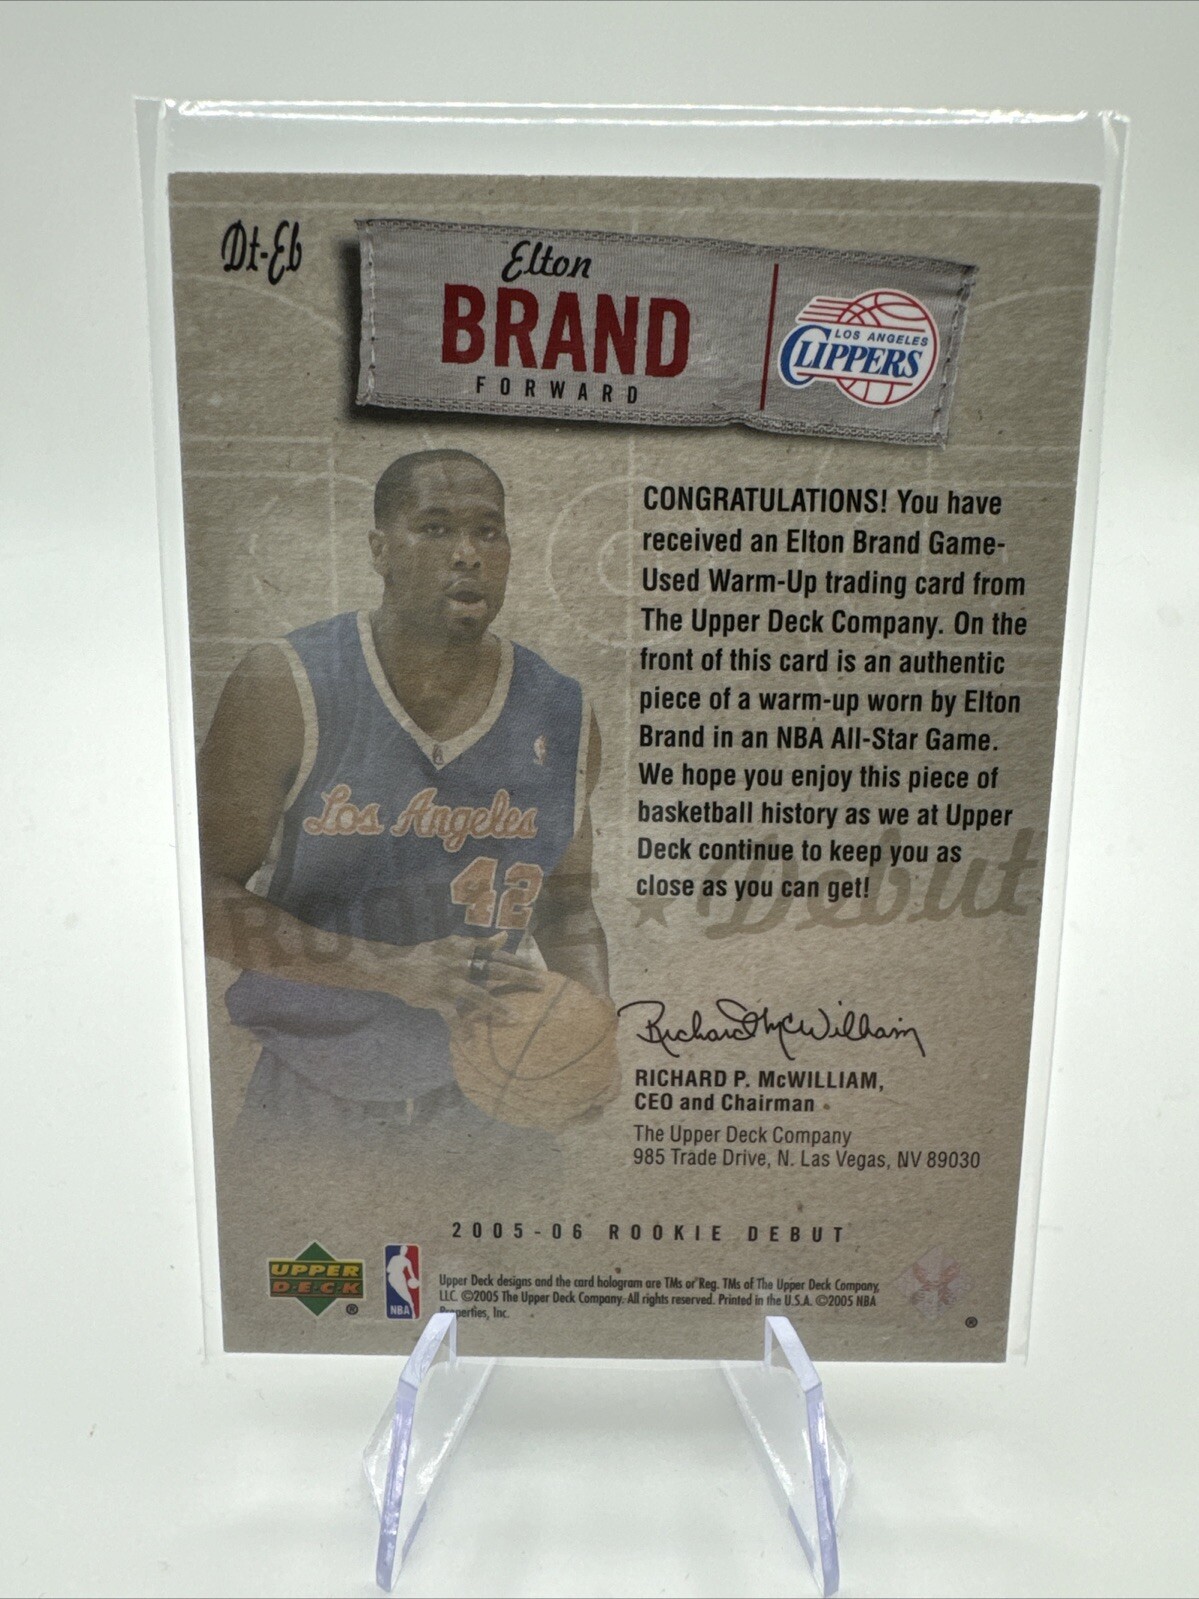 Dt-Eb
Elton
BRAND
FORWARD
LOS ANGELES
CLIPPERS
CONGRATULATIONS! You have
received an Elton Brand Game-
Used Warm-Up trading card from
The Upper Deck Company. On the
front of this card is an authentic
piece of a warm-up worn by Elton
Brand in an NBA All-Star Game.
We hope you enjoy this piece of
basketball history as we at Upper
Deck continue to keep you as
close as you can get!
Los Angeles
42
ROOKIE ★ Debut
Richard McWilliam
RICHARD P. McWILLIAM,
CEO and Chairman
The Upper Deck Company
985 Trade Drive, N. Las Vegas, NV 89030
2005-06 ROOKIE DEBUT
UPPER
DECK ®
NBA
Upper Deck designs and the card hologram are TMs or Reg. TMs of The Upper Deck Company,
LLC. ©2005 The Upper Deck Company. All rights reserved. Printed in the U.S.A. ©2005 NBA
Properties, Inc.
®